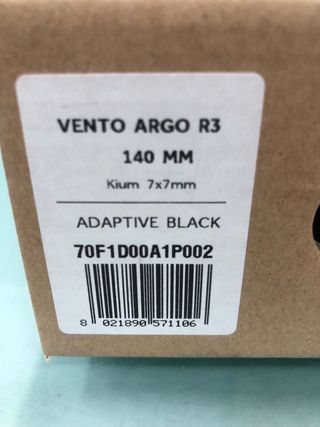 VENTO ARGO R3
140 MM
Kium 7x7mm
ADAPTIVE BLACK
70F1D00A1P002
8 021890 571106